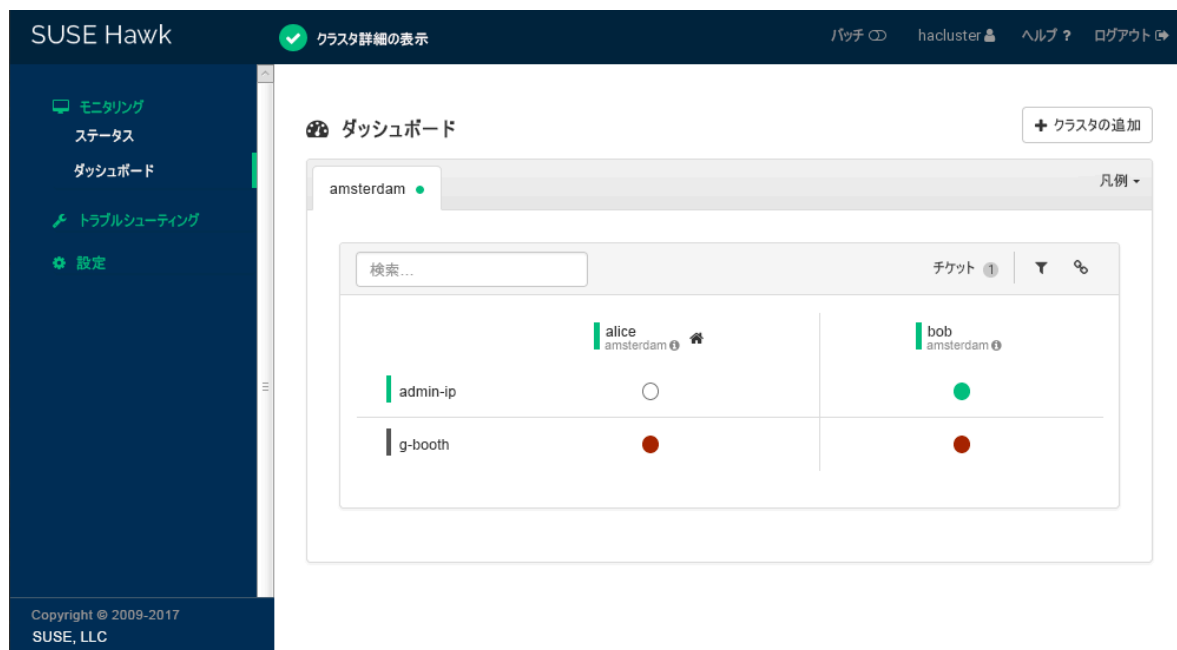 SUSE Hawk
クラスタ詳細の表示
バッチ
hacluster
ヘルプ ?
ログアウト
モニタリング
ステータス
ダッシュボード
トラブルシューティング
設定
ダッシュボード
クラスタの追加
amsterdam
凡例
検索...
チケット 1
alice
amsterdam
bob
amsterdam
admin-ip
g-booth
Copyright © 2009-2017
SUSE, LLC